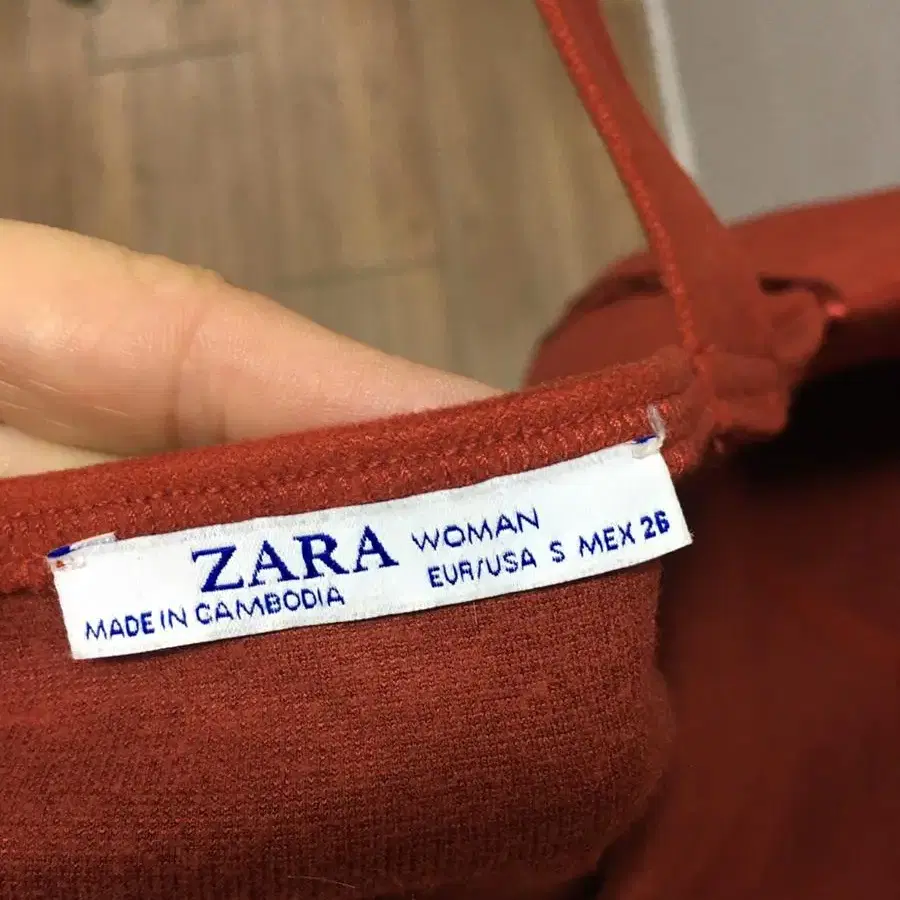 ZARA WOMAN
MADE IN CAMBODIA EUR/USA S MEX 26